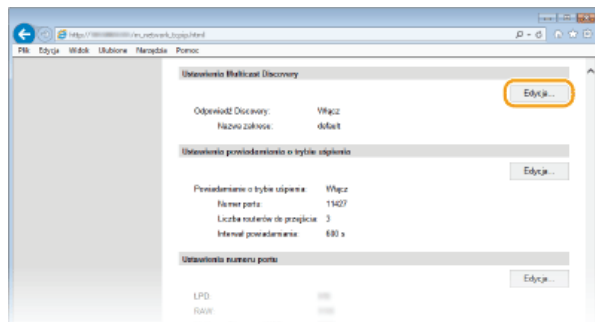 http:// /m_network_tcpip.html
Plik Edycja Widok Ulubione Narzędzia Pomoc
Ustawienia Multicast Discovery
Edycja...
Odpowiedź Discovery: Włącz
Nazwa zakresu: default
Ustawienia powiadamiania o trybie uśpienia
Edycja...
Powiadamianie o trybie uśpienia: Włącz
Numer portu: 11427
Liczba routerów do przejścia: 3
Interwał powiadamiania: 600 s
Ustawienia numeru portu
Edycja...
LPD:
RAW: